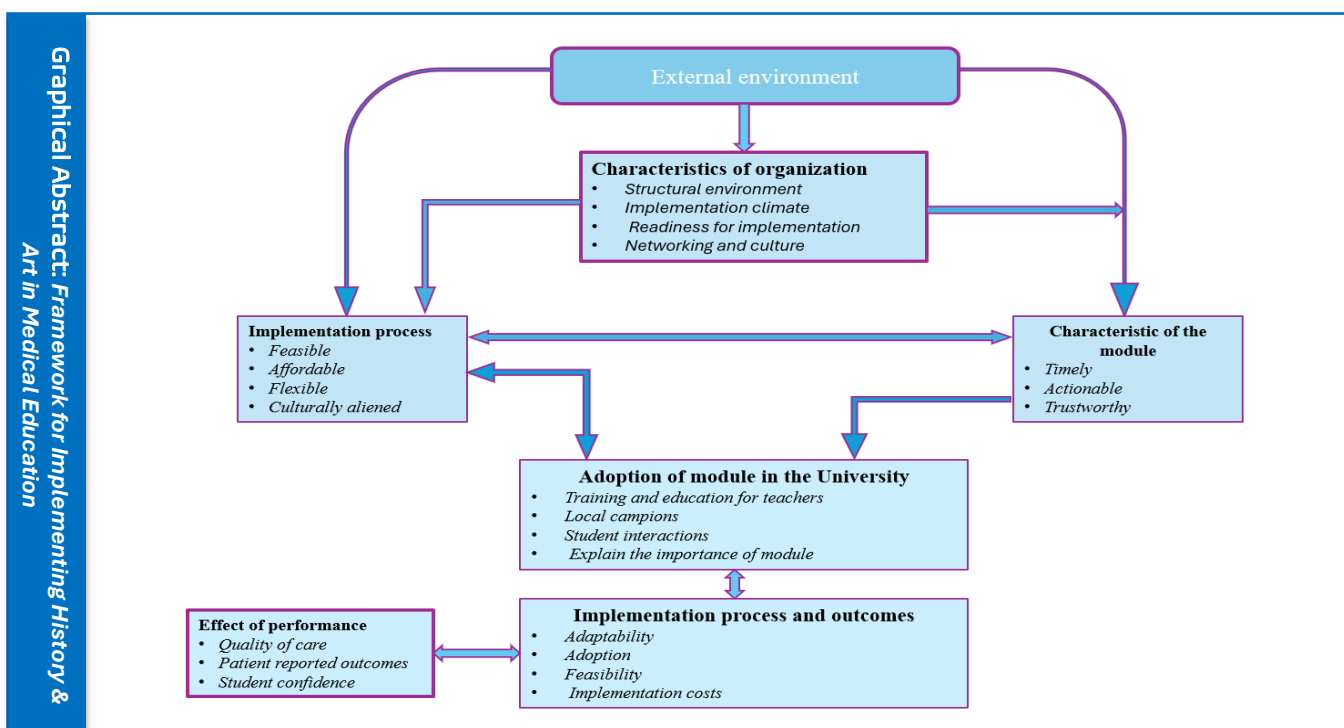 Graphical Abstract: Framework for Implementing History &
Art in Medical Education
External environment
Characteristics of organization
• Structural environment
• Implementation climate
• Readiness for implementation
• Networking and culture
Implementation process
• Feasible
• Affordable
• Flexible
• Culturally aliened
Characteristic of the
module
• Timely
• Actionable
• Trustworthy
Adoption of module in the University
• Training and education for teachers
• Local campions
• Student interactions
• Explain the importance of module
Implementation process and outcomes
• Adaptability
• Adoption
• Feasibility
• Implementation costs
Effect of performance
• Quality of care
• Patient reported outcomes
• Student confidence